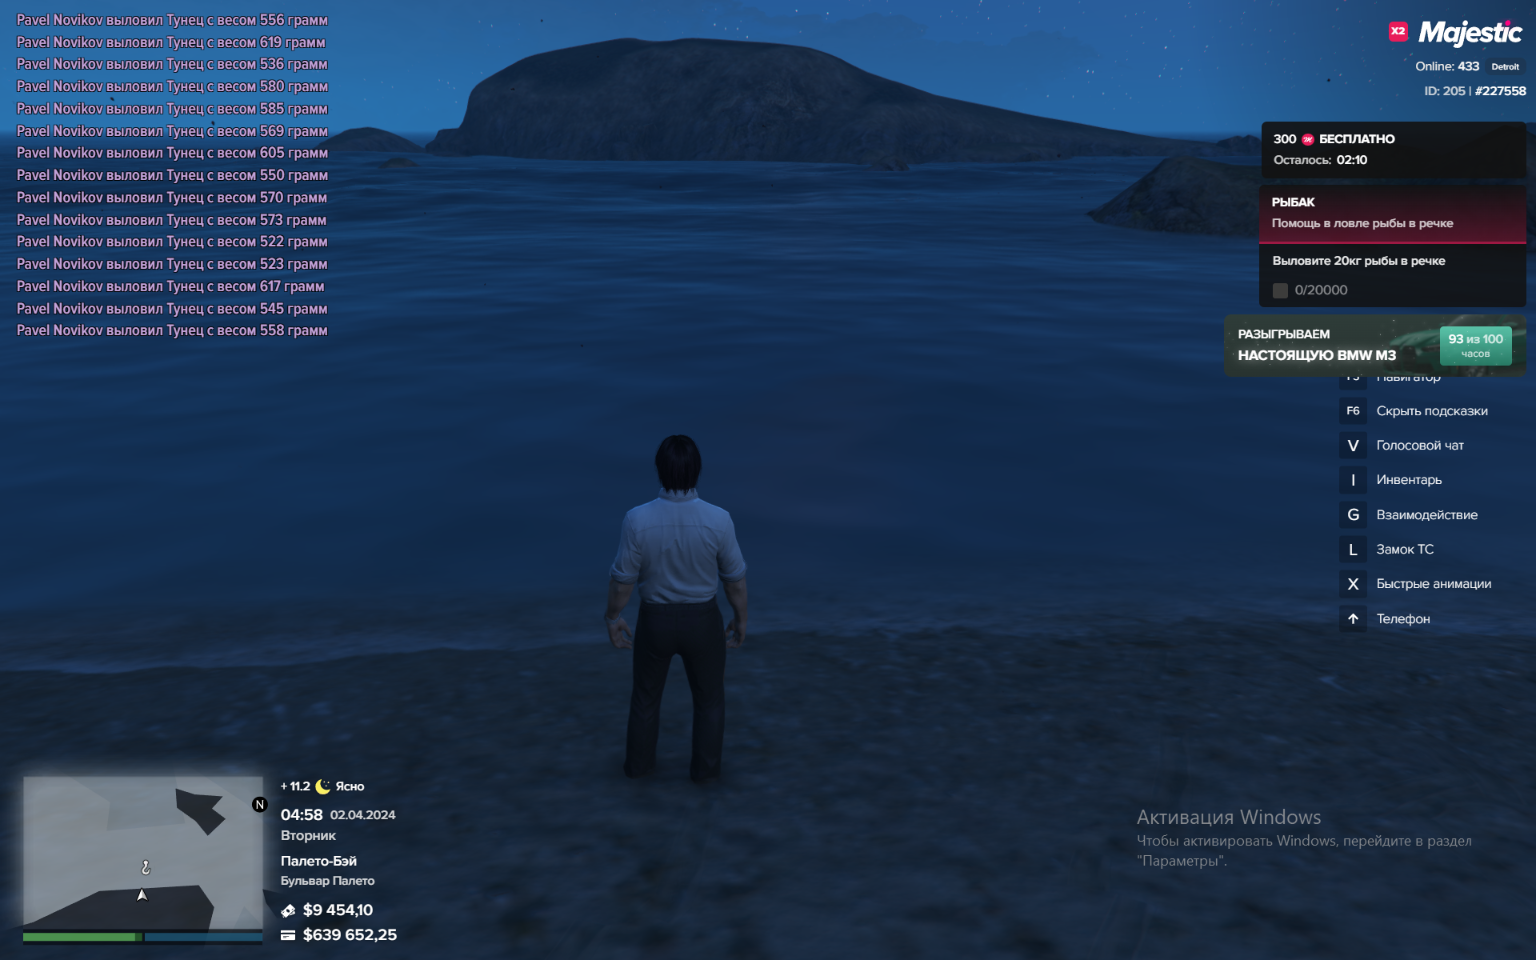 Pavel Novikov выловил Тунец с весом 556 грамм
Pavel Novikov выловил Тунец с весом 619 грамм
Pavel Novikov выловил Тунец с весом 536 грамм
Pavel Novikov выловил Тунец с весом 580 грамм
Pavel Novikov выловил Тунец с весом 585 грамм
Pavel Novikov выловил Тунец с весом 569 грамм
Pavel Novikov выловил Тунец с весом 605 грамм
Pavel Novikov выловил Тунец с весом 550 грамм
Pavel Novikov выловил Тунец с весом 570 грамм
Pavel Novikov выловил Тунец с весом 573 грамм
Pavel Novikov выловил Тунец с весом 522 грамм
Pavel Novikov выловил Тунец с весом 523 грамм
Pavel Novikov выловил Тунец с весом 617 грамм
Pavel Novikov выловил Тунец с весом 545 грамм
Pavel Novikov выловил Тунец с весом 558 грамм
X2 Majestic
Online: 433 Detroit
ID: 205 | #227558
300 БЕСПЛАТНО
Осталось: 02:10
РЫБАК
Помощь в ловле рыбы в речке
Выловите 20кг рыбы в речке
0/20000
РАЗЫГРЫВАЕМ
НАСТОЯЩУЮ BMW M3
93 из 100
часов
Навигатор
F6 Скрыть подсказки
V Голосовой чат
I Инвентарь
G Взаимодействие
L Замок ТС
X Быстрые анимации
Телефон
N
+ 11.2 Ясно
04:58 02.04.2024
Вторник
Палето-Бэй
Бульвар Палето
$9 454,10
$639 652,25
Активация Windows
Чтобы активировать Windows, перейдите в раздел
"Параметры".